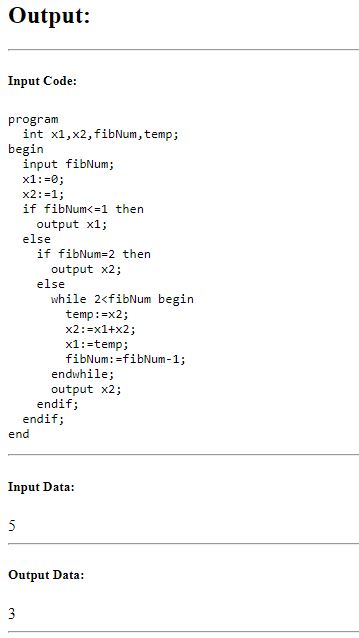 Output:
Input Code:
program
  int x1,x2,fibNum,temp;
begin
  input fibNum;
  x1:=0;
  x2:=1;
  if fibNum<=1 then
    output x1;
  else
    if fibNum=2 then
      output x2;
    else
      while 2<fibNum begin
        temp:=x2;
        x2:=x1+x2;
        x1:=temp;
        fibNum:=fibNum-1;
      endwhile;
      output x2;
    endif;
  endif;
end
Input Data:
5
Output Data:
3